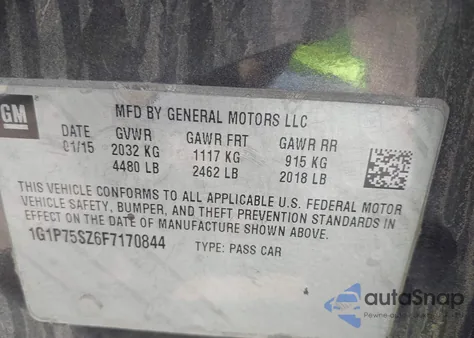 GM
MFD BY GENERAL MOTORS LLC
DATE GVWR GAWR FRT GAWR RR
01/15 2032 KG 1117 KG 915 KG
4480 LB 2462 LB 2018 LB
THIS VEHICLE CONFORMS TO ALL APPLICABLE U.S. FEDERAL MOTOR
VEHICLE SAFETY, BUMPER, AND THEFT PREVENTION STANDARDS
IN EFFECT ON THE DATE OF MANUFACTURE SHOWN ABOVE.
1G1P75SZ6F7170844 TYPE: PASS CAR
autoSnap